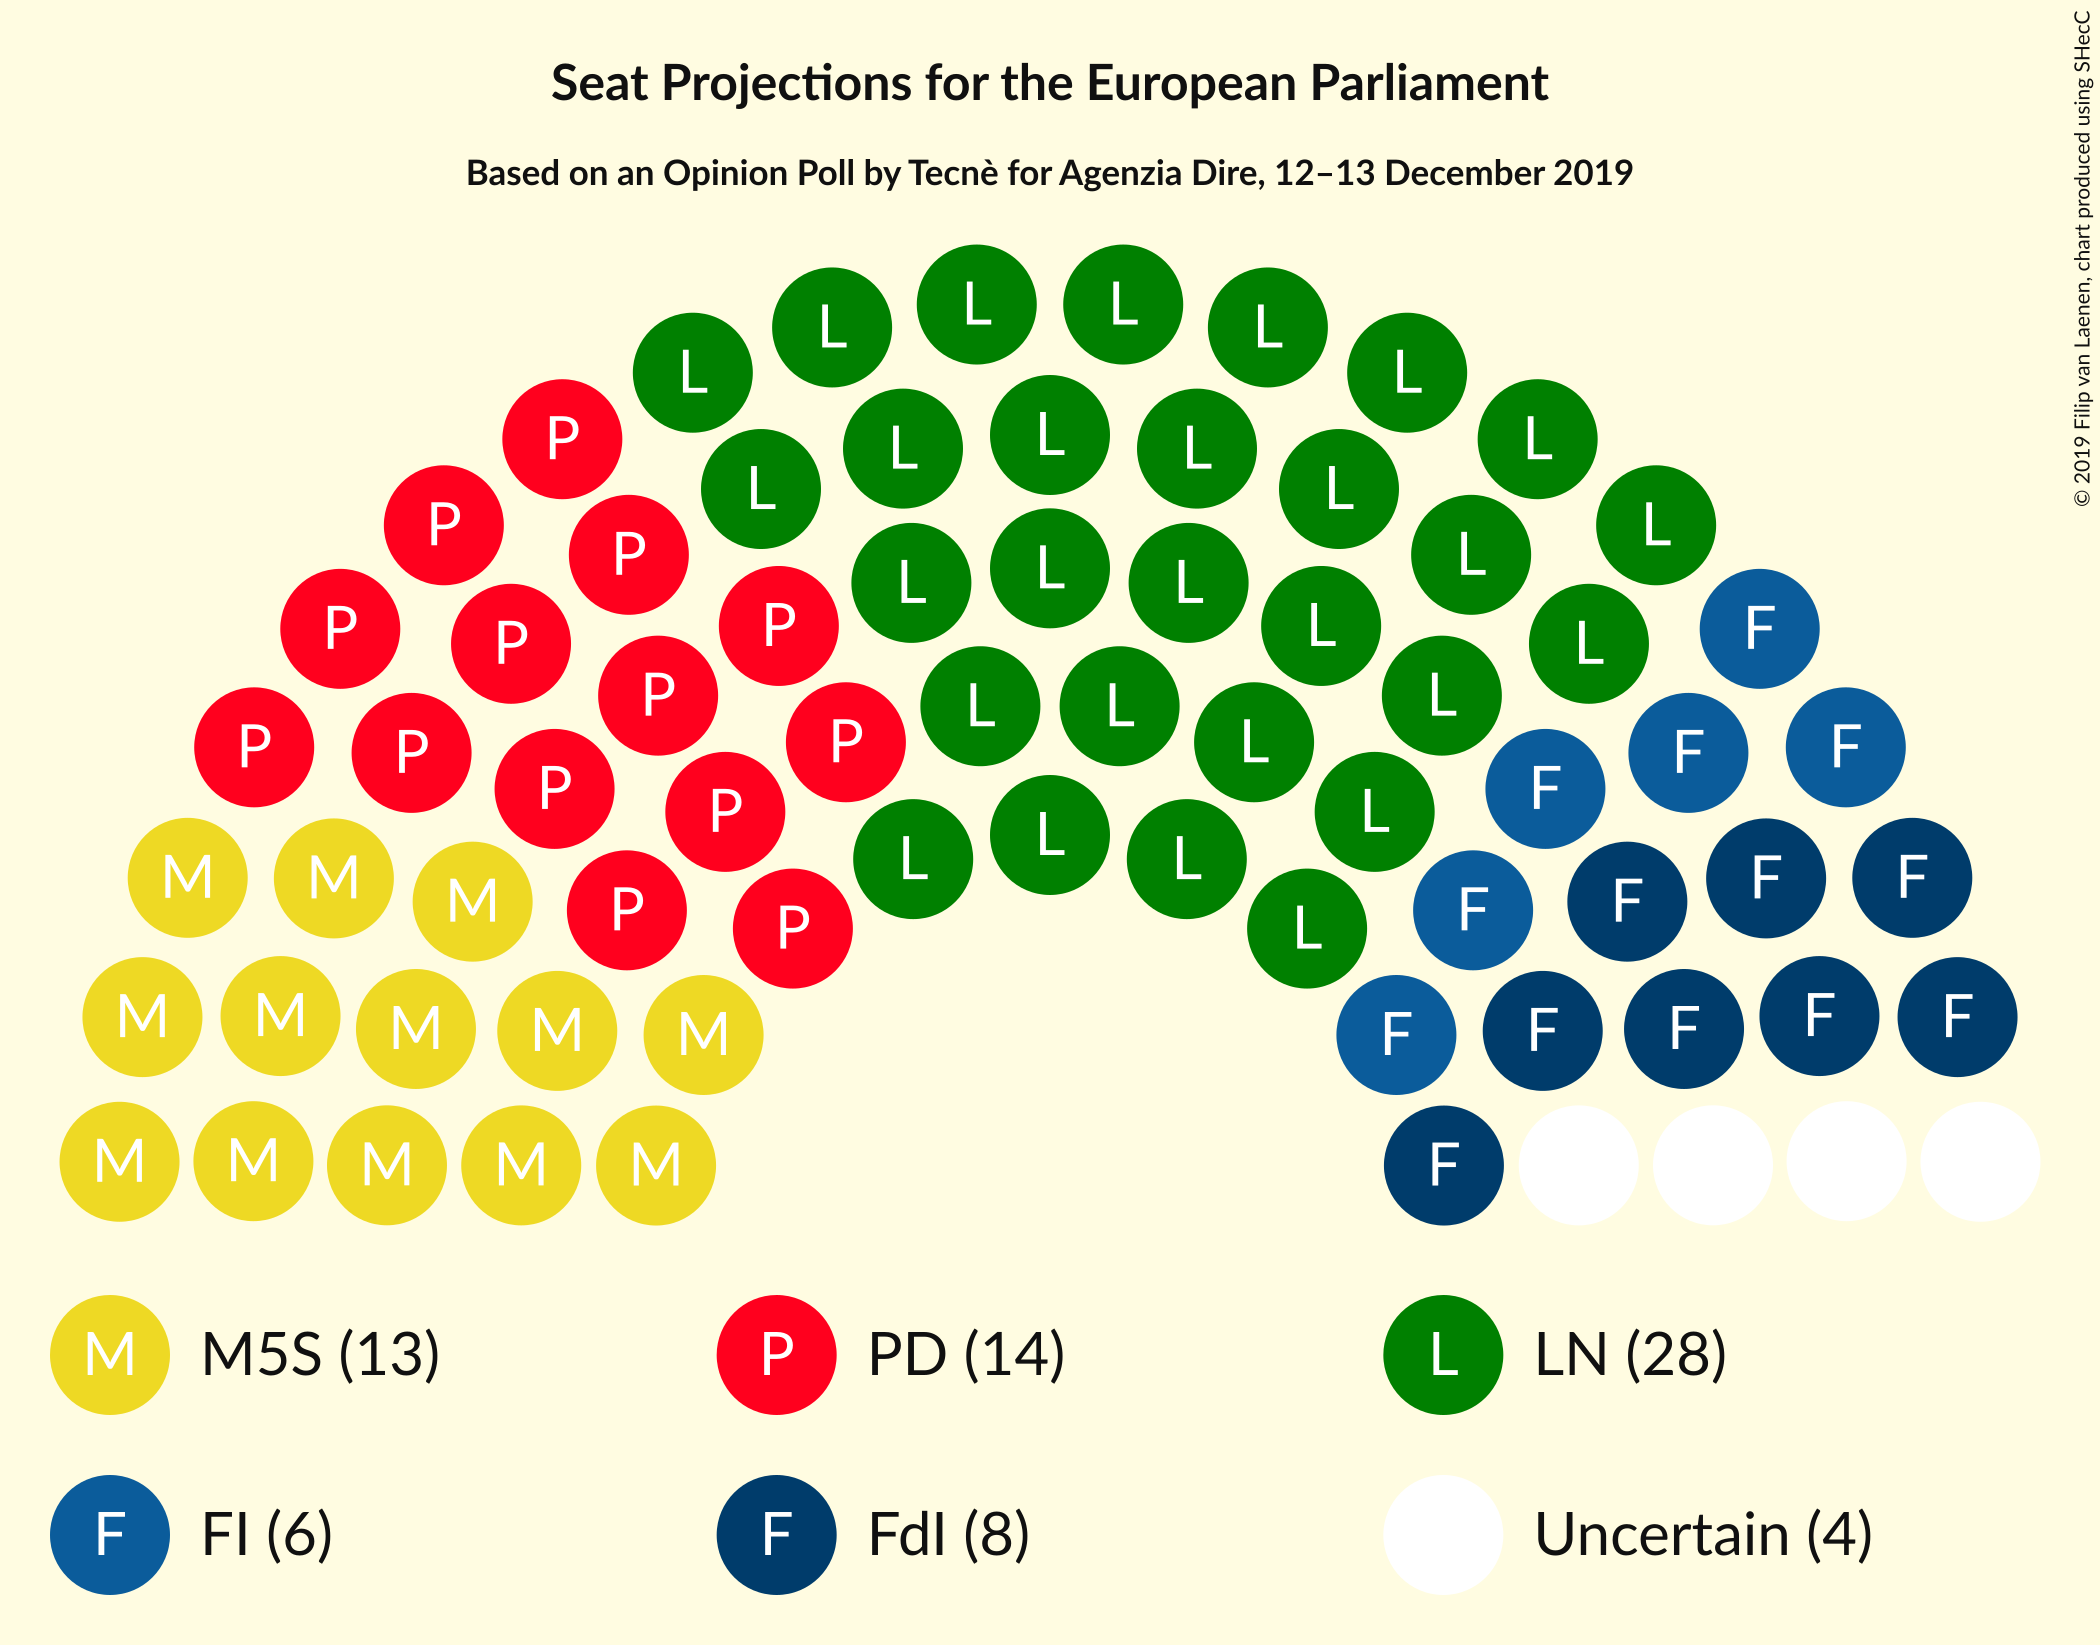 Seat Projections for the European Parliament
Based on an Opinion Poll by Tecnè for Agenzia Dire, 12–13 December 2019
© 2019 Filip van Laenen, chart produced using SHecC
L L L L
L L
P L L L L L
P P L L L
P P P L L L L L F
P P P L L L L F F
P P P L L F F
M M M P P L L L L F F F F
M M M M M F F F F F
M M M M M F
M M5S (13)
P PD (14)
L LN (28)
F FI (6)
F FdI (8)
Uncertain (4)